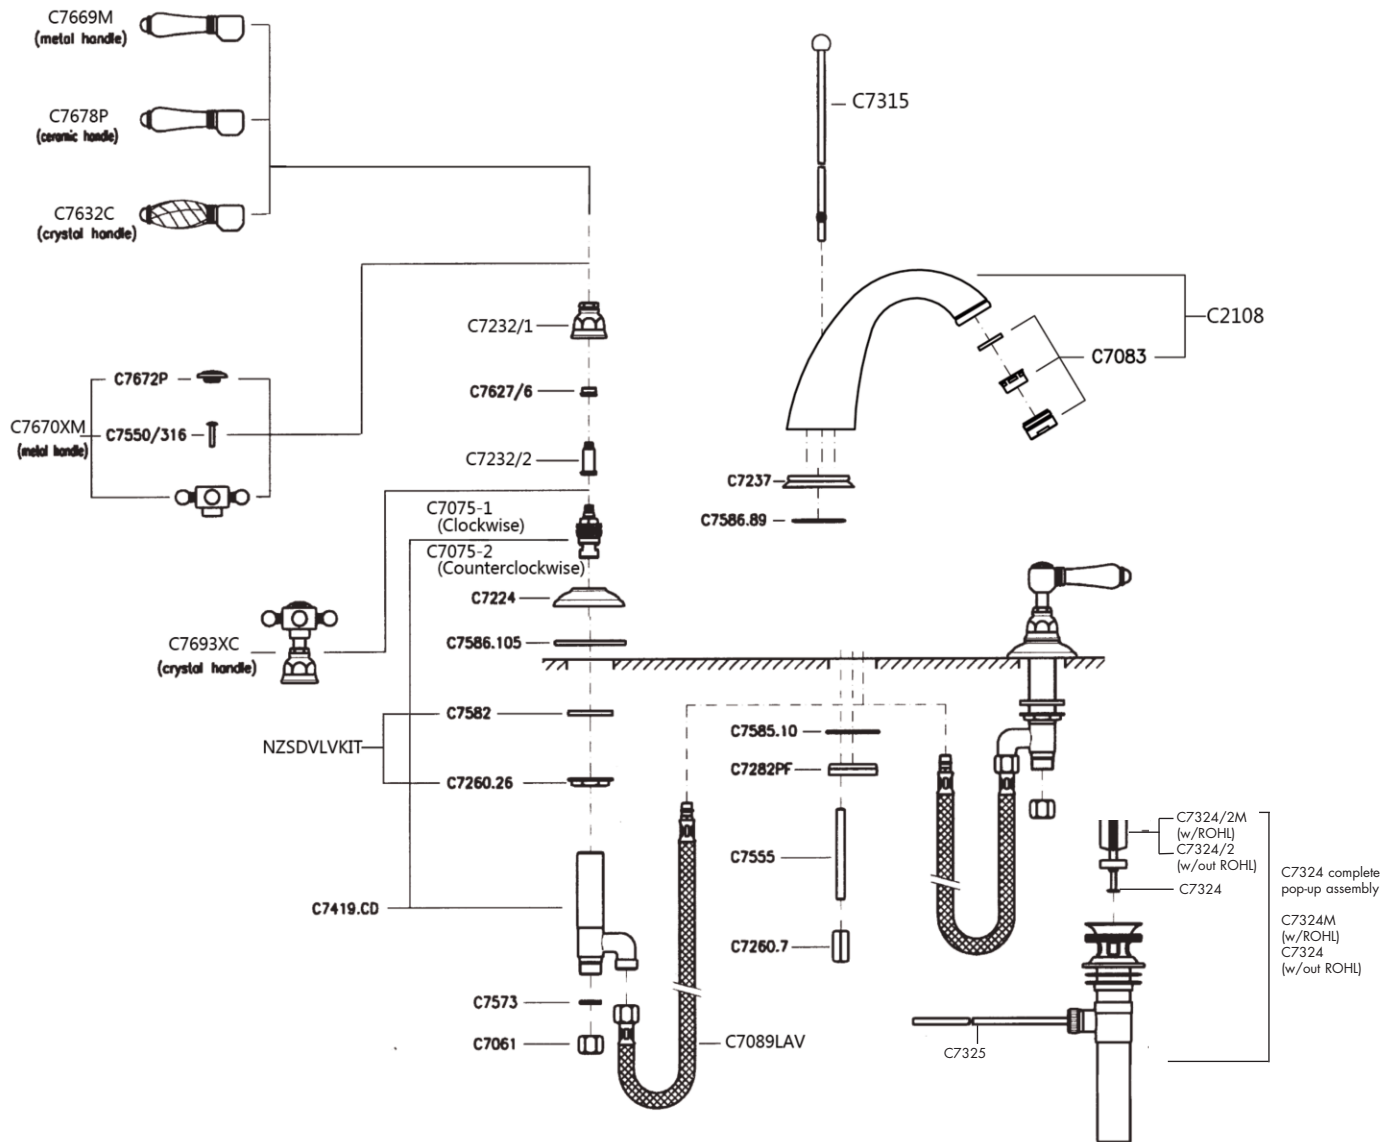 C7669M
(metal handle)
C7678P
(ceramic handle)
C7632C
(crystal handle)
C7315
C7232/1
C2108
C7083
C7672P
C7627/6
C7670XM
(metal handle)
C7550/316
C7232/2
C7237
C7586.89
C7075-1
(Clockwise)
C7075-2
(Counterclockwise)
C7224
C7586.105
C7693XC
(crystal handle)
C7582
NZSDVLVKIT
C7260.26
C7585.10
C7282PF
C7555
C7260.7
C7419.CD
C7573
C7061
C7089LAV
C7324/2M
(w/ROHL)
C7324/2
(w/out ROHL)
C7324
C7324 complete
pop-up assembly
C7324M
(w/ROHL)
C7324
(w/out ROHL)
C7325